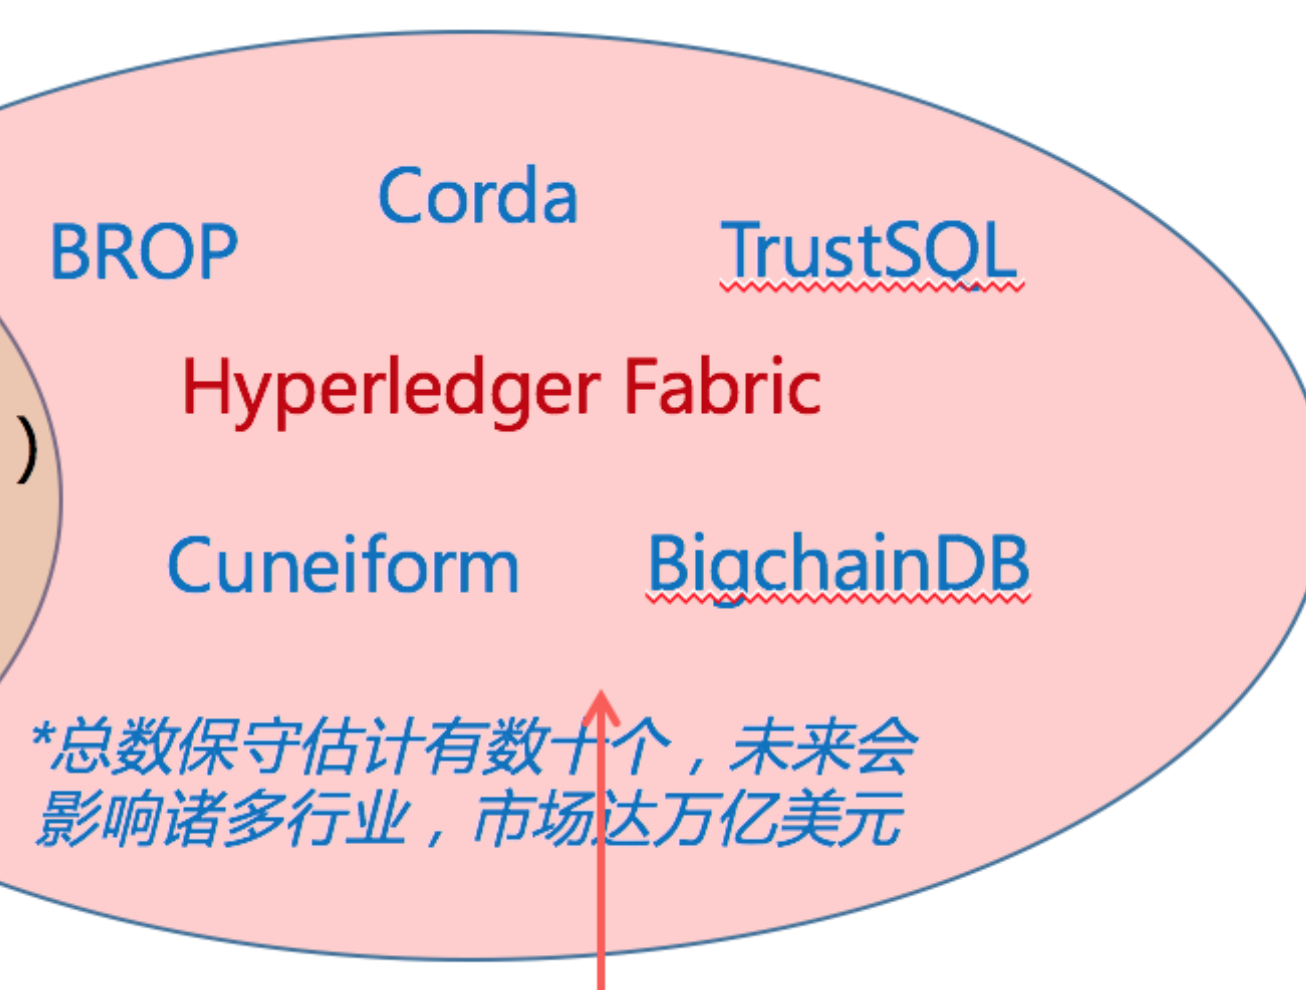 Corda
BROP
TrustSQL
Hyperledger Fabric
)
Cuneiform
BigchainDB
*总数保守估计有数十个，未来会
影响诸多行业，市场达万亿美元